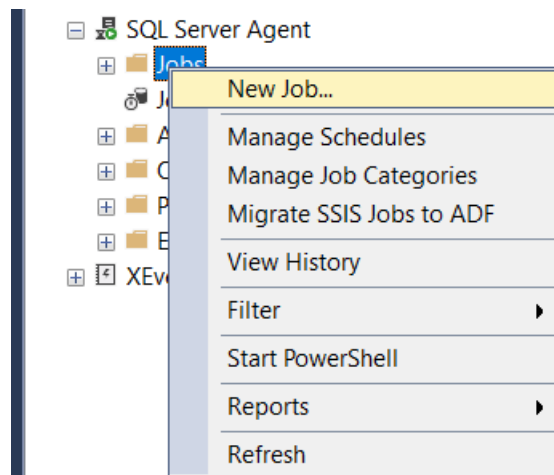 SQL Server Agent
Jobs
New Job...
Manage Schedules
Manage Job Categories
Migrate SSIS Jobs to ADF
View History
Filter
Start PowerShell
Reports
Refresh